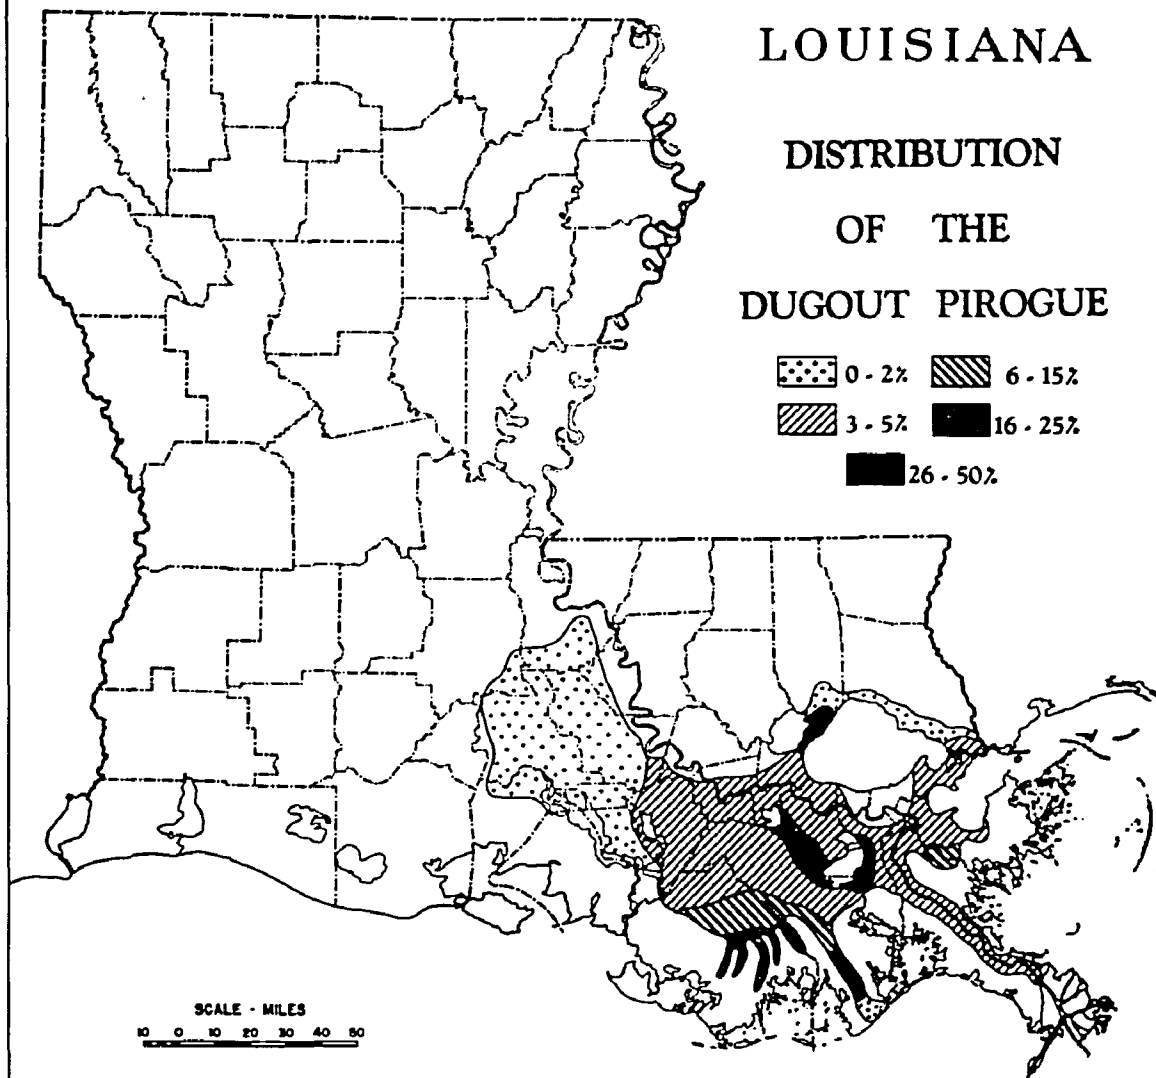 LOUISIANA
DISTRIBUTION
OF THE
DUGOUT PIROGUE
0 - 2% 6 - 15%
3 - 5% 16 - 25%
26 - 50%
SCALE - MILES
10 0 10 20 30 40 50